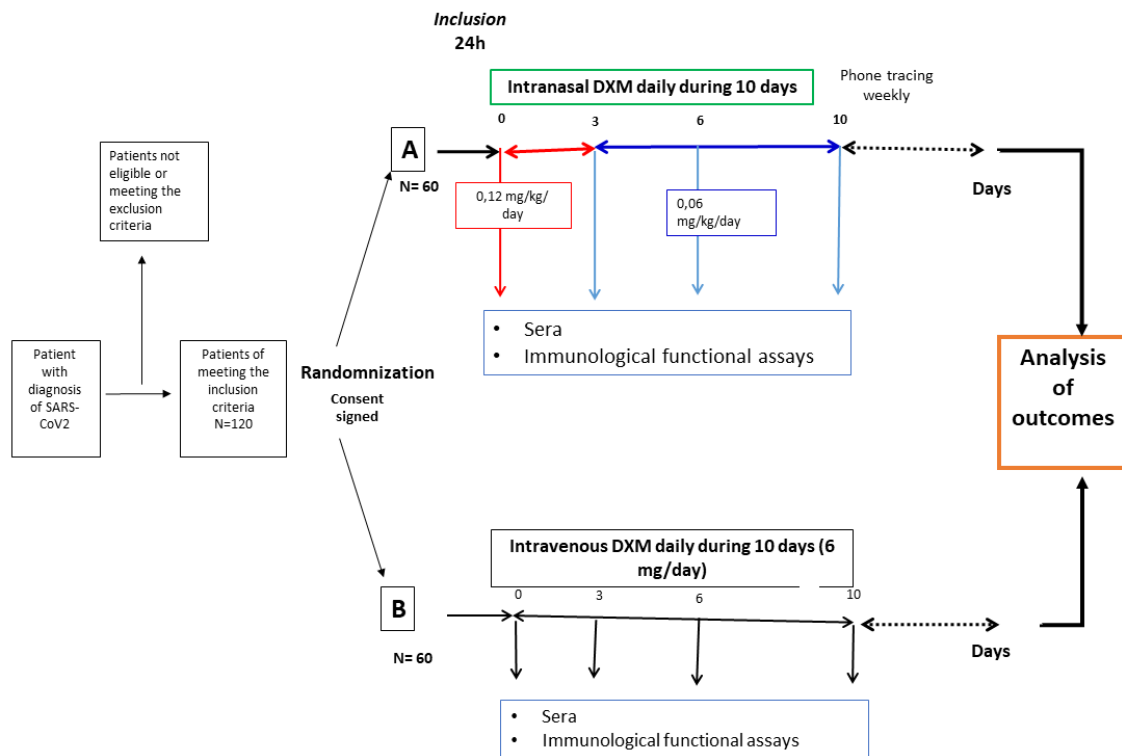 Inclusion
24h
Intranasal DXM daily during 10 days
Phone tracing
weekly
0
3
6
10
A
N= 60
0,12 mg/kg/
day
0,06
mg/kg/day
Days
• Sera
• Immunological functional assays
Patients not
eligible or
meeting the
exclusion
criteria
Patient
with
diagnosis
of SARS-
CoV2
Patients of
meeting the
inclusion
criteria
N=120
Randomnization
Consent
signed
Analysis
of
outcomes
Intravenous DXM daily during 10 days (6
mg/day)
0
3
6
10
B
N= 60
Days
• Sera
• Immunological functional assays